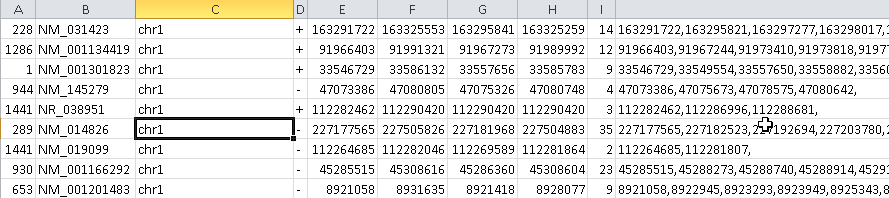 A B C D E F G H I
228 NM_031423 chr1 + 163291722 163325553 163295841 163325259 14 163291722,163295821,163297277,163298017,1
1286 NM_001134419 chr1 + 91966403 91991321 91967273 91989992 12 91966403,91967244,91973410,91973818,9197
1 NM_001301823 chr1 + 33546729 33586132 33557656 33585783 9 33546729,33549554,33557650,33558882,3356
944 NM_145279 chr1 - 47073386 47080805 47075326 47080748 4 47073386,47075673,47078575,47080642,
1441 NR_038951 chr1 + 112282462 112290420 112290420 112290420 3 112282462,112286996,112288681,
289 NM_014826 chr1 - 227177565 227505826 227181968 227504883 35 227177565,227182523,227192694,227203780,2
1441 NM_019099 chr1 - 112264685 112282046 112269589 112281864 2 112264685,112281807,
930 NM_001166292 chr1 - 45285515 45308616 45286360 45308604 23 45285515,45288273,45288740,45288914,4529
653 NM_001201483 chr1 - 8921058 8931635 8921418 8928077 9 8921058,8922945,8923293,8923949,8925343,8